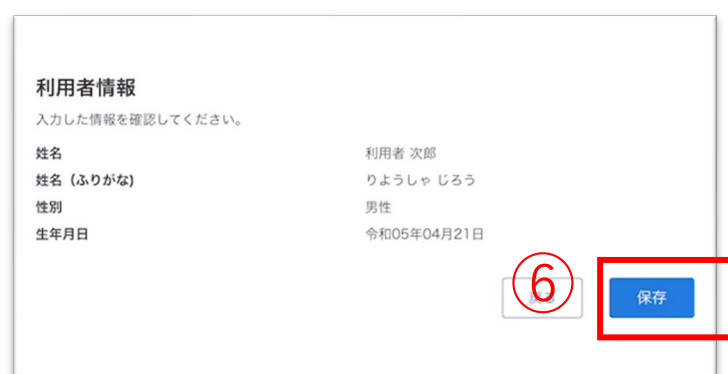 利用者情報
入力した情報を確認してください。
姓名 利用者 次郎
姓名 (ふりがな) りようしゃ じろう
性別 男性
生年月日 令和05年04月21日
⑥ 保存